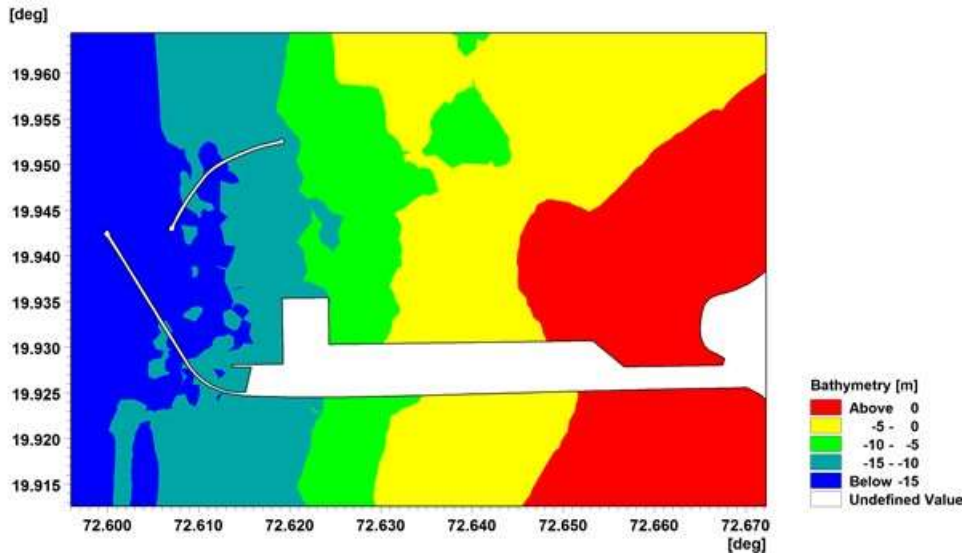 [deg]
19.960
19.955
19.950
19.945
19.940
19.935
19.930
19.925
19.920
19.915
72.600 72.610 72.620 72.630 72.640 72.650 72.660 72.670
[deg]
Bathymetry [m]
Above 0
-5 - 0
-10 - -5
-15 - -10
Below -15
Undefined Value